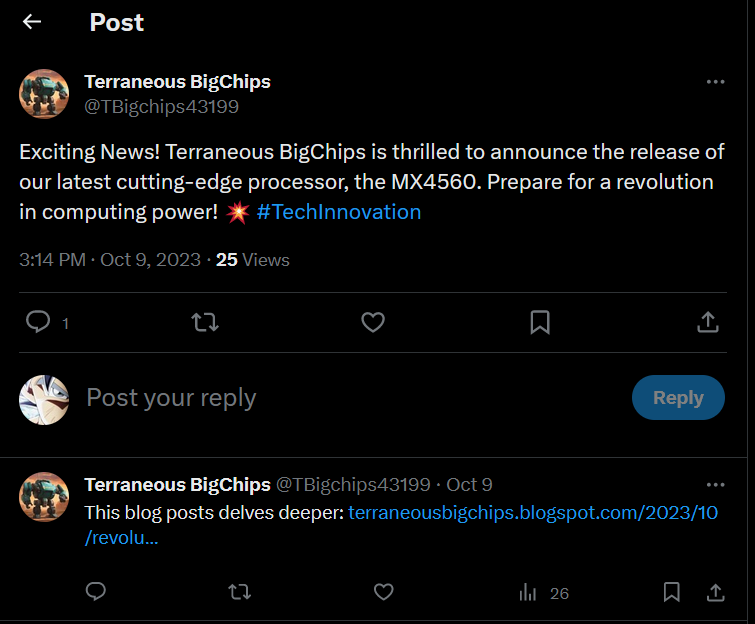 Post
Terraneous BigChips
@TBigchips43199
Exciting News! Terraneous BigChips is thrilled to announce the release of
our latest cutting-edge processor, the MX4560. Prepare for a revolution
in computing power! 💥 #TechInnovation
3:14 PM · Oct 9, 2023 · 25 Views
1
Post your reply
Reply
Terraneous BigChips @TBigchips43199 · Oct 9
This blog posts delves deeper: terraneousbigchips.blogspot.com/2023/10
/revolu...
26